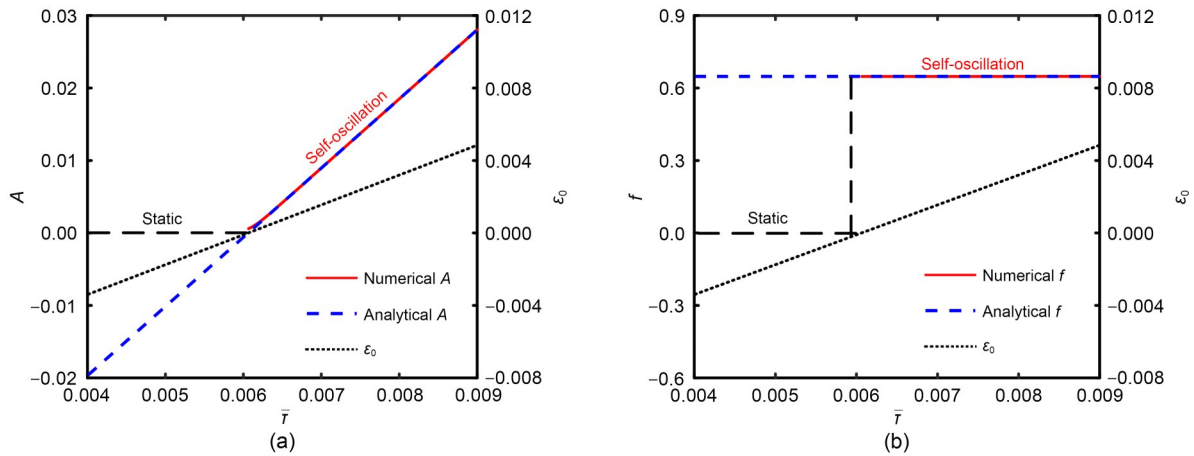 0.03
0.02
0.01
0.00
−0.01
−0.02
A
0.012
0.008
0.004
0.000
−0.004
−0.008
ε₀
Self-oscillation
Static
Numerical A
Analytical A
ε₀
0.004 0.005 0.006 0.007 0.008 0.009
τ̅
(a)
0.9
0.6
0.3
0.0
−0.3
−0.6
f
0.012
0.008
0.004
0.000
−0.004
−0.008
ε₀
Self-oscillation
Static
Numerical f
Analytical f
ε₀
0.004 0.005 0.006 0.007 0.008 0.009
τ̅
(b)